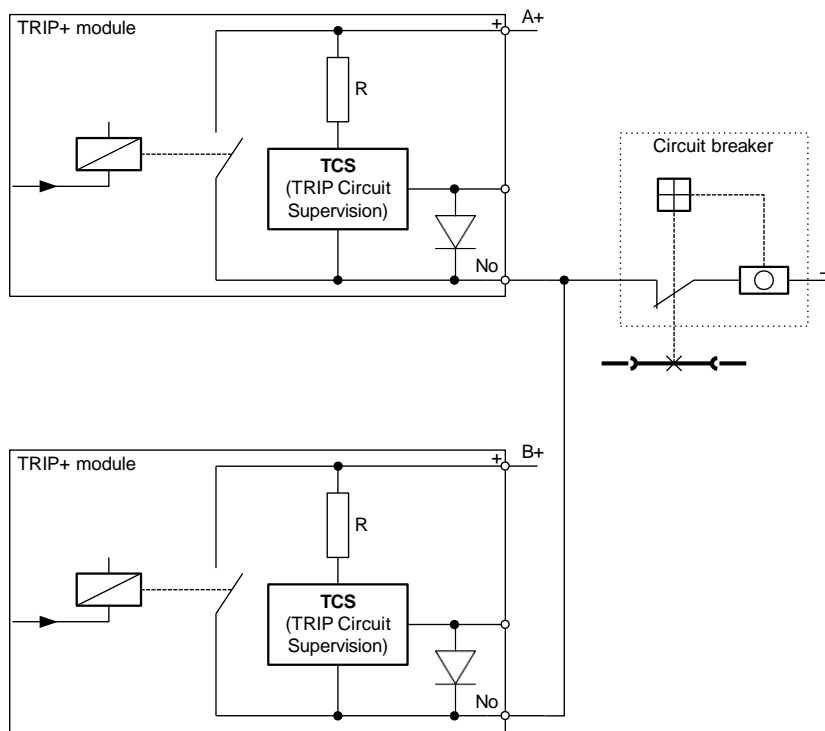 TRIP+ module
+
A+
R
TCS
(TRIP Circuit
Supervision)
No
Circuit breaker
-
TRIP+ module
+
B+
R
TCS
(TRIP Circuit
Supervision)
No